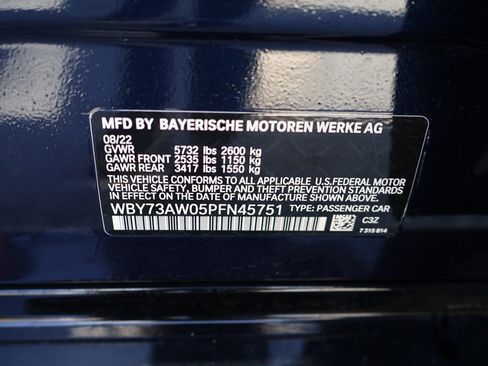 MFD BY BAYERISCHE MOTOREN WERKE AG
08/22
GVWR 5732 lbs 2600 kg
GAWR FRONT 2535 lbs 1150 kg
GAWR REAR 3417 lbs 1550 kg
THIS VEHICLE CONFORMS TO ALL APPLICABLE U.S.FEDERAL MOTOR
VEHICLE SAFETY, BUMPER AND THEFT PREVENTION STANDARDS
IN EFFECT ON THE DATE OF MANUFACTURE SHOWN ABOVE.
WBY73AW05PFN45751 TYPE: PASSENGER CAR
C3Z
7 315 814